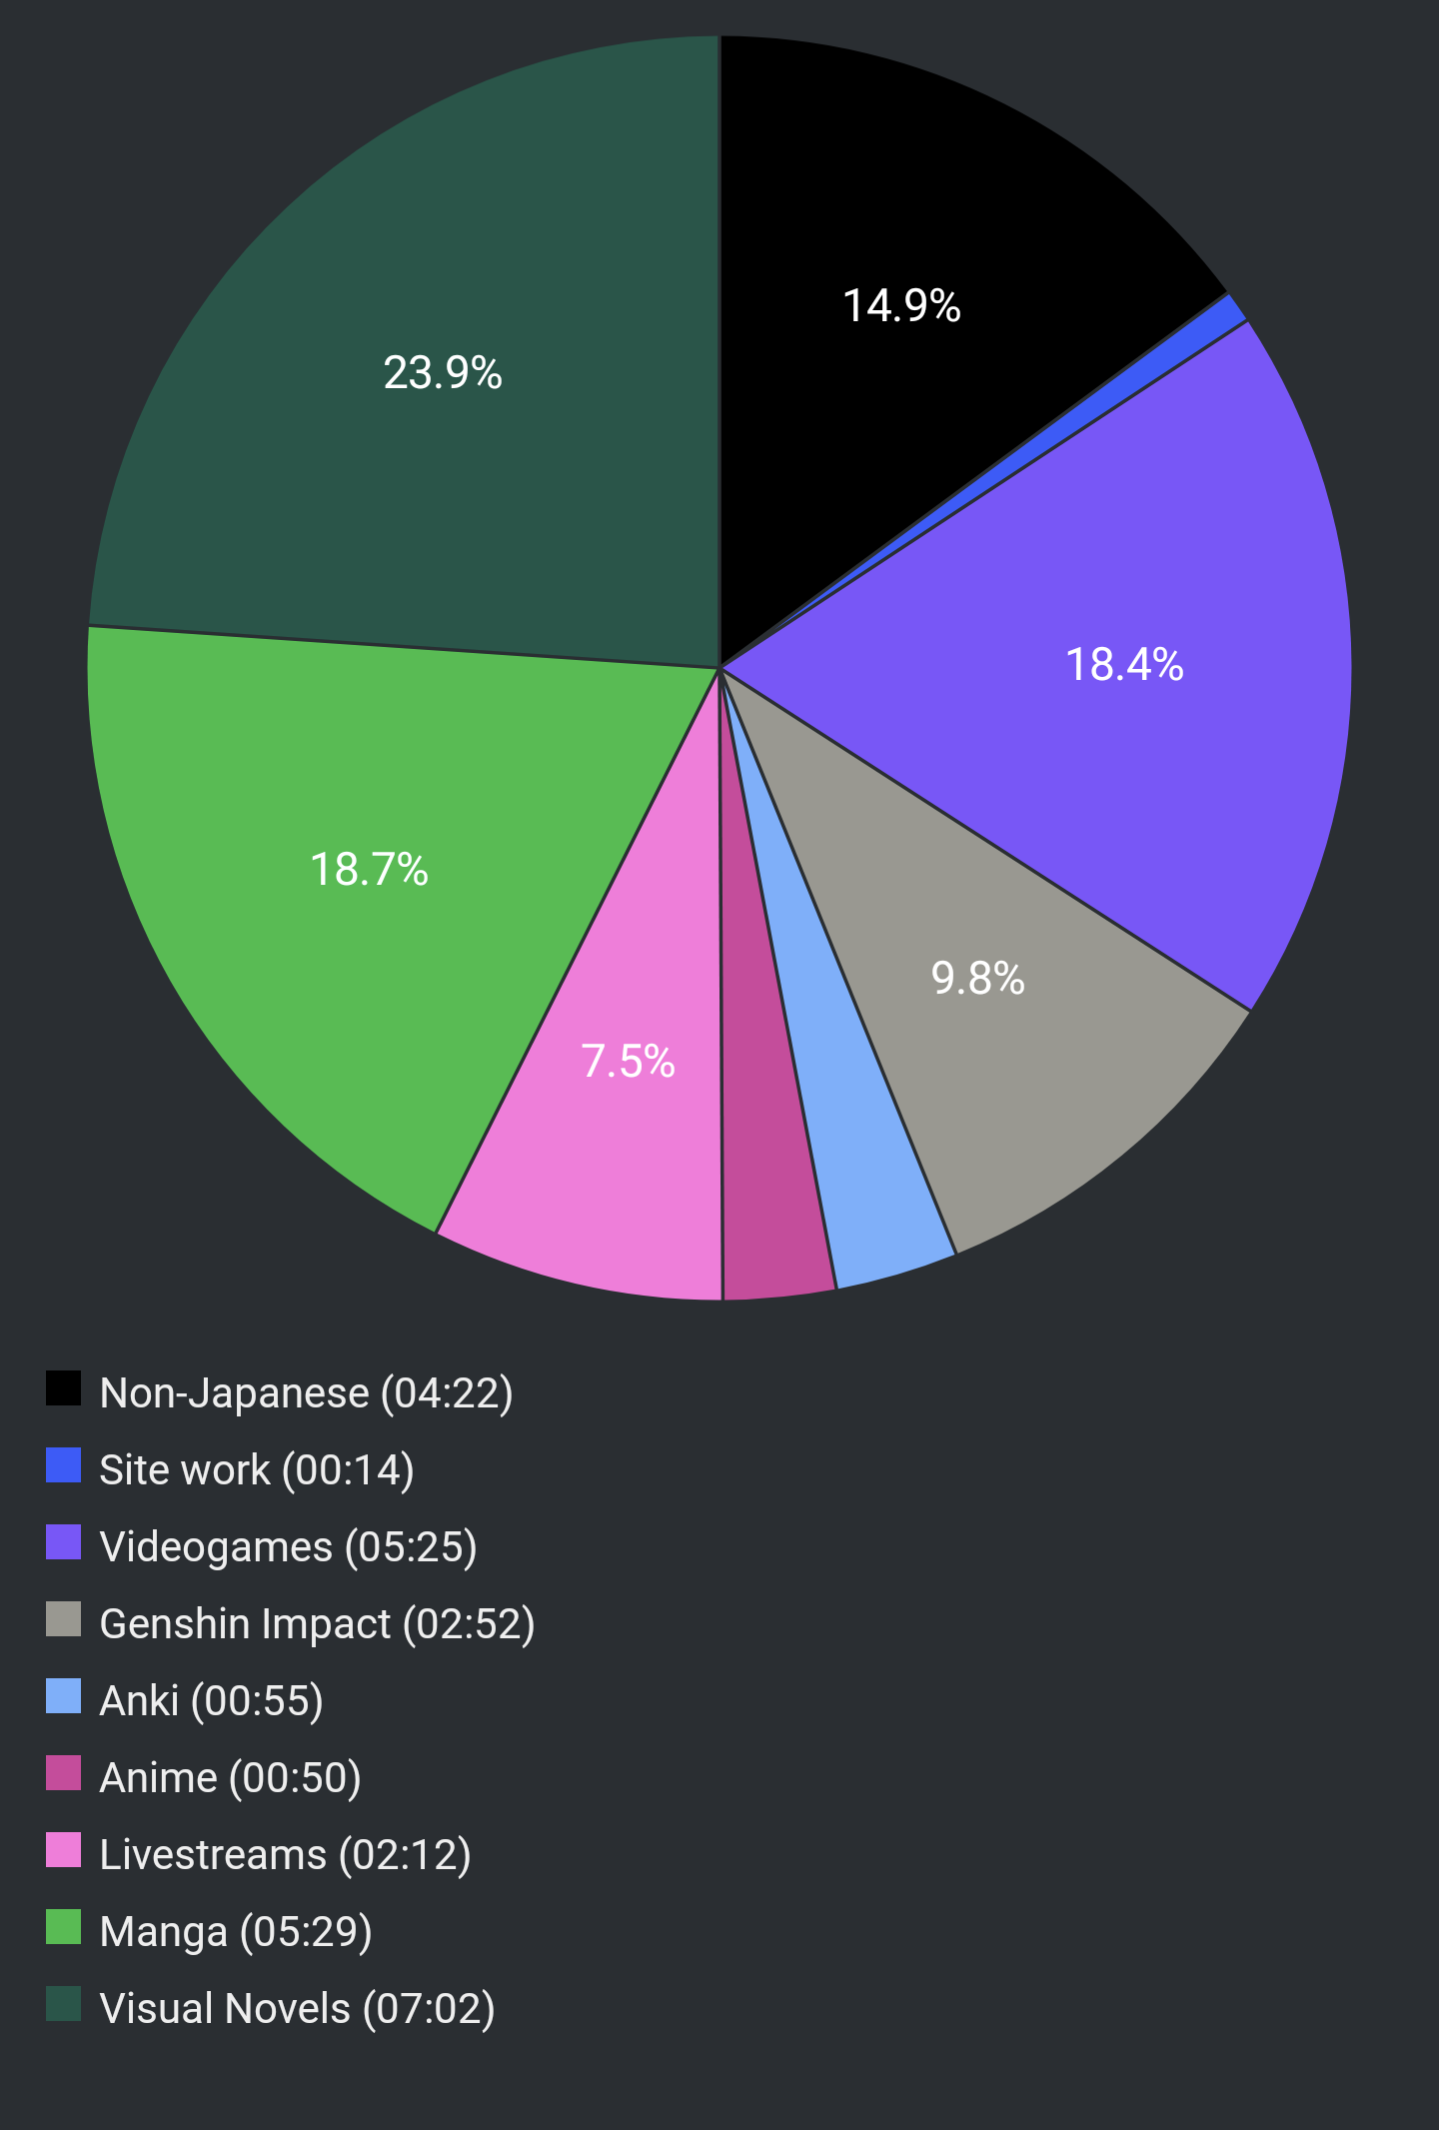 14.9%
23.9%
18.4%
18.7%
9.8%
7.5%
Non-Japanese (04:22)
Site work (00:14)
Videogames (05:25)
Genshin Impact (02:52)
Anki (00:55)
Anime (00:50)
Livestreams (02:12)
Manga (05:29)
Visual Novels (07:02)